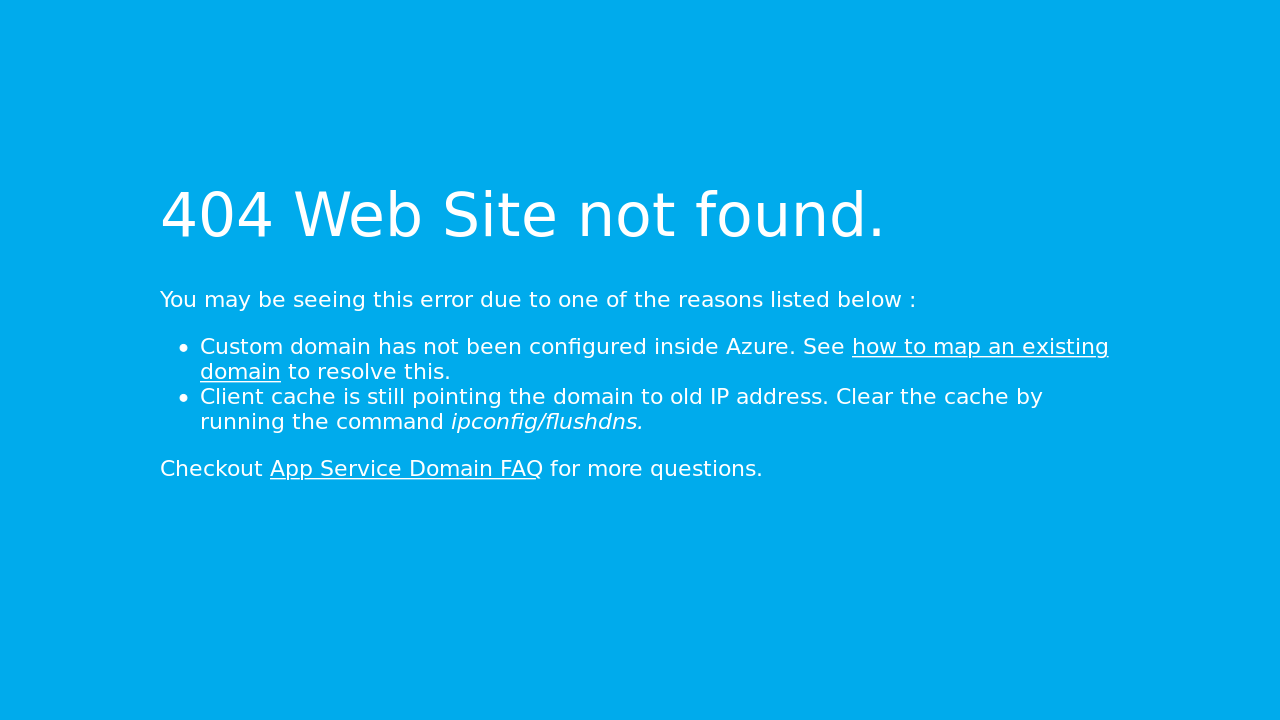 404 Web Site not found.
You may be seeing this error due to one of the reasons listed below :
• Custom domain has not been configured inside Azure. See how to map an existing
domain to resolve this.
• Client cache is still pointing the domain to old IP address. Clear the cache by
running the command ipconfig/flushdns.
Checkout App Service Domain FAQ for more questions.